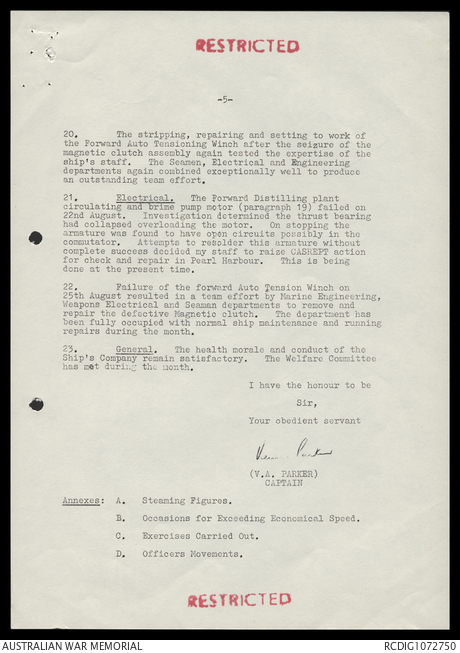 RESTRICTED
-5-
20. The stripping, repairing and setting to work of
the Forward Auto Tensioning Winch after the seizure of the
magnetic clutch assembly again tested the expertise of the
ship's staff. The Seamen, Electrical and Engineering
departments again combined exceptionally well to produce
an outstanding team effort.
21. Electrical. The Forward Distilling plant
circulating and brine pump motor (paragraph 19) failed on
22nd August. Investigation determined the thrust bearing
had collapsed overloading the motor. On stopping the
armature was found to have open circuits possibly in the
commutator. Attempts to resolder this armature without
complete success decided my staff to raise CASREPT action
for check and repair in Pearl Harbour. This is being
done at the present time.
22. Failure of the forward Auto Tension Winch on
25th August resulted in a team effort by Marine Engineering,
Weapons Electrical and Seaman departments to remove and
repair the defective Magnetic clutch. The department has
been fully occupied with normal ship maintenance and running
repairs during the month.
23. General. The health morale and conduct of the
Ship's Company remain satisfactory. The Welfare Committee
has met during the month.
I have the honour to be
Sir,
Your obedient servant
(V.A. PARKER)
CAPTAIN
Annexes: A. Steaming Figures.
B. Occasions for Exceeding Economical Speed.
C. Exercises Carried Out.
D. Officers Movements.
RESTRICTED
AUSTRALIAN WAR MEMORIAL
RCDIG1072750